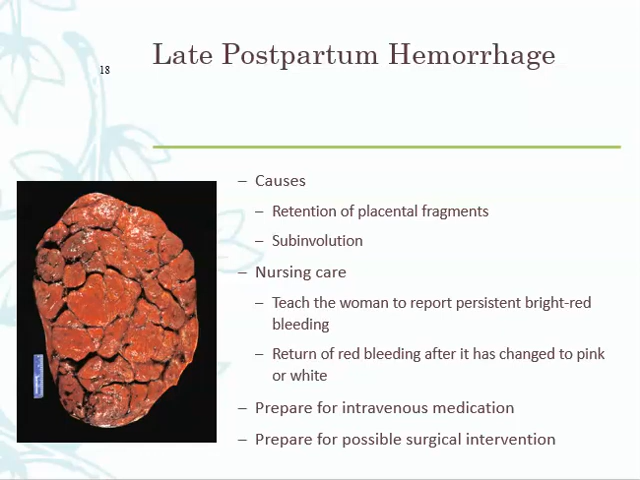 Late Postpartum Hemorrhage
18
– Causes
– Retention of placental fragments
– Subinvolution
– Nursing care
– Teach the woman to report persistent bright-red
bleeding
– Return of red bleeding after it has changed to pink
or white
– Prepare for intravenous medication
– Prepare for possible surgical intervention